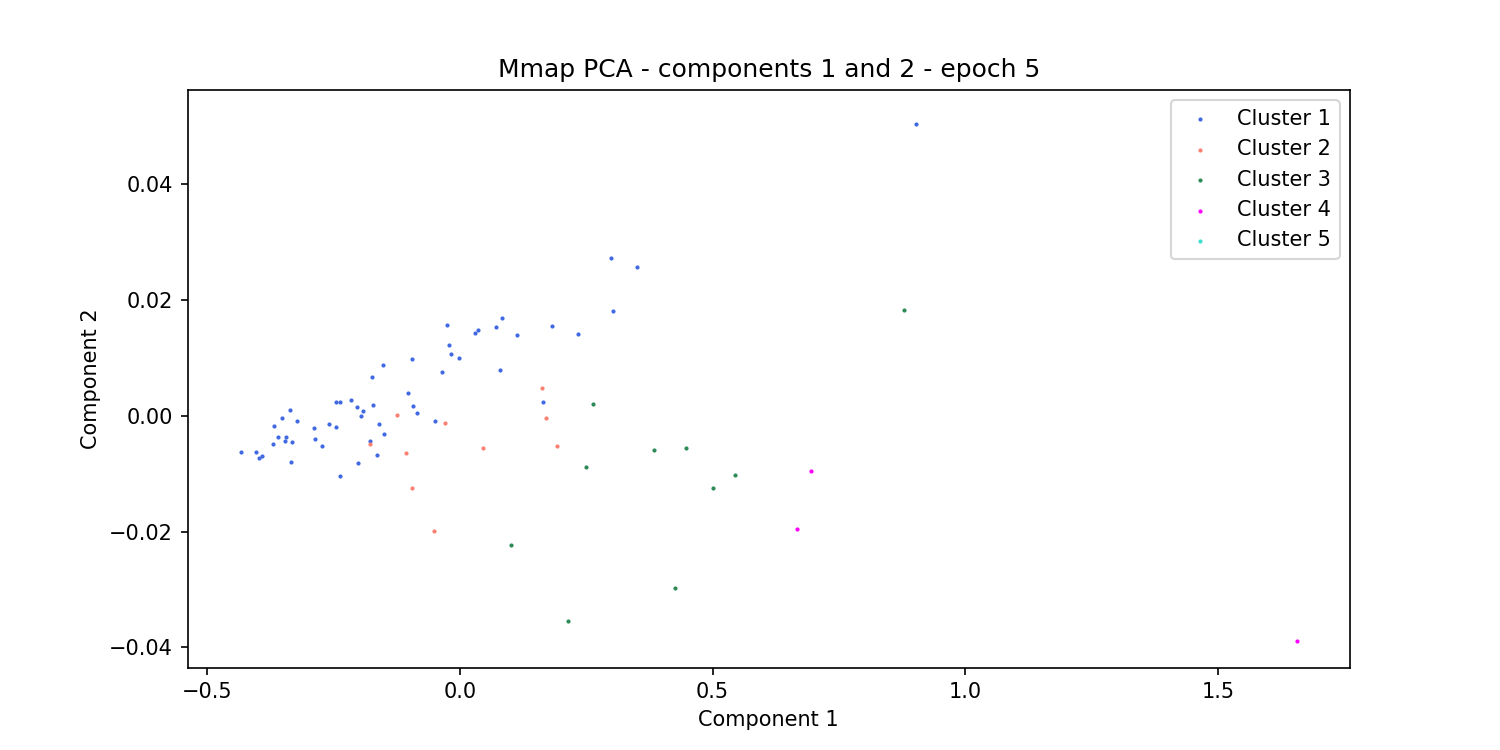 Mmap PCA - components 1 and 2 - epoch 5
Cluster 1
Cluster 2
Cluster 3
Cluster 4
Cluster 5
Component 2
0.04
0.02
0.00
−0.02
−0.04
−0.5
0.0
0.5
1.0
1.5
Component 1